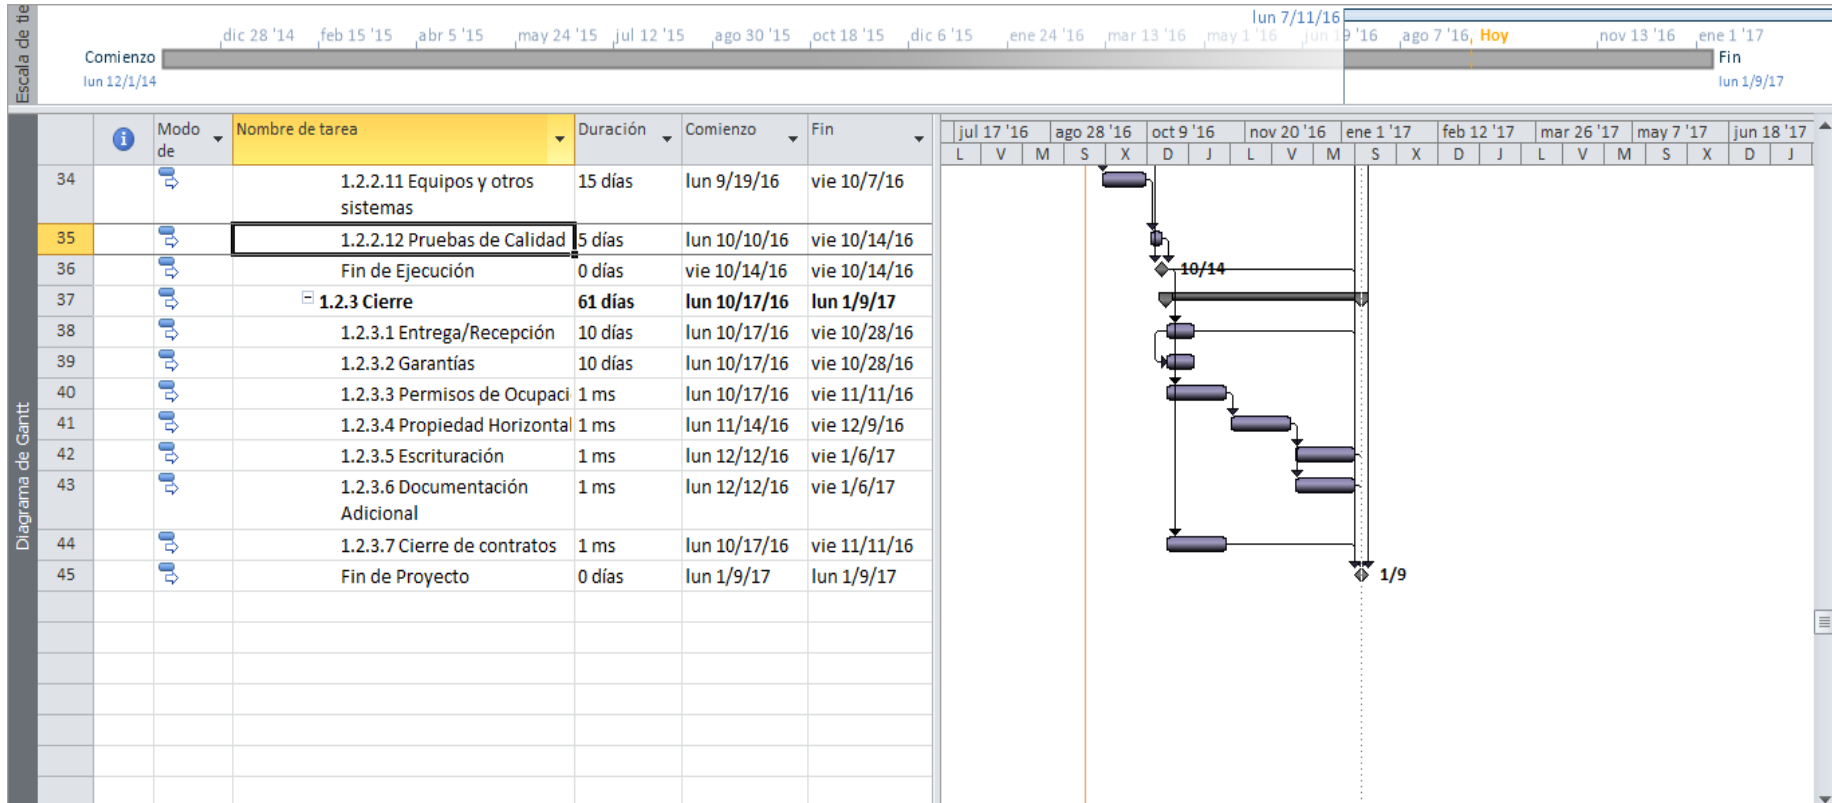 Escala de tie
lun 7/11/16
dic 28 '14 feb 15 '15 abr 5 '15 may 24 '15 jul 12 '15 ago 30 '15 oct 18 '15 dic 6 '15 ene 24 '16 mar 13 '16 may 1 '16 jun 19 '16 ago 7 '16 Hoy nov 13 '16 ene 1 '17
Comienzo
lun 12/1/14
Fin
lun 1/9/17
Diagrama de Gantt
Modo de Nombre de tarea Duración Comienzo Fin
jul 17 '16 ago 28 '16 oct 9 '16 nov 20 '16 ene 1 '17 feb 12 '17 mar 26 '17 may 7 '17 jun 18 '17
L V M S X D J L V M S X D J L V M S X D J
34 1.2.2.11 Equipos y otros sistemas 15 días lun 9/19/16 vie 10/7/16
35 1.2.2.12 Pruebas de Calidad 5 días lun 10/10/16 vie 10/14/16
36 Fin de Ejecución 0 días vie 10/14/16 vie 10/14/16 10/14
37 1.2.3 Cierre 61 días lun 10/17/16 lun 1/9/17
38 1.2.3.1 Entrega/Recepción 10 días lun 10/17/16 vie 10/28/16
39 1.2.3.2 Garantías 10 días lun 10/17/16 vie 10/28/16
40 1.2.3.3 Permisos de Ocupaci 1 ms lun 10/17/16 vie 11/11/16
41 1.2.3.4 Propiedad Horizontal 1 ms lun 11/14/16 vie 12/9/16
42 1.2.3.5 Escrituración 1 ms lun 12/12/16 vie 1/6/17
43 1.2.3.6 Documentación Adicional 1 ms lun 12/12/16 vie 1/6/17
44 1.2.3.7 Cierre de contratos 1 ms lun 10/17/16 vie 11/11/16
45 Fin de Proyecto 0 días lun 1/9/17 lun 1/9/17 1/9